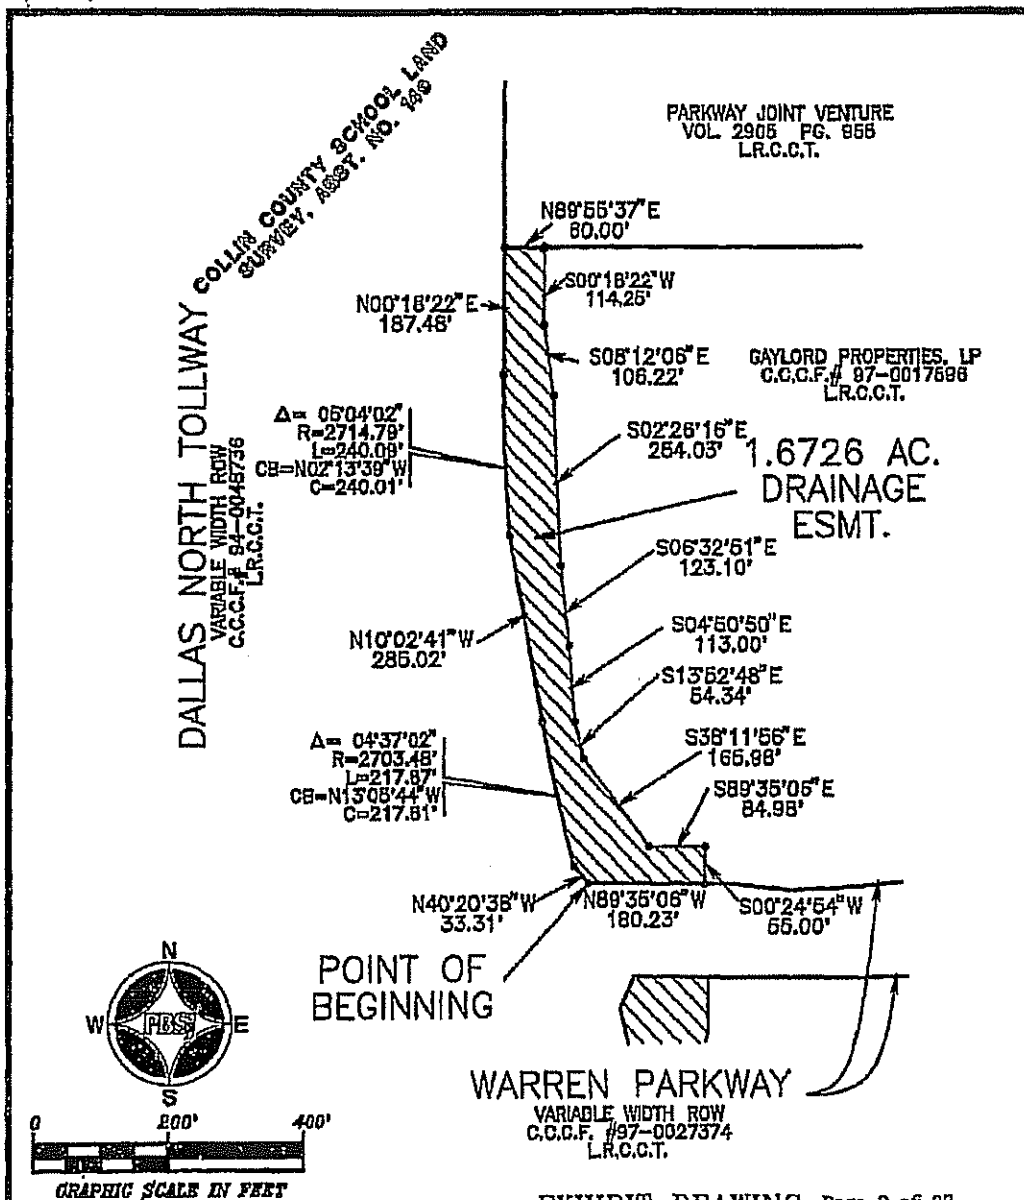 COLLIN COUNTY SCHOOL LAND
SURVEY, ABST. NO. 149
PARKWAY JOINT VENTURE
VOL. 2905 PG. 956
L.R.C.C.T.
N89°55'37"E
60.00'
S00°18'22"W
114.25'
N00°18'22"E
187.48'
S08°12'06"E
106.22'
GAYLORD PROPERTIES, LP
C.C.C.F.# 97-0017696
L.R.C.C.T.
Δ= 05°04'02"
R=2714.79'
L=240.09'
CB=N02°13'39"W
C=240.01'
S02°26'16"E
254.03'
1.6726 AC.
DRAINAGE
ESMT.
DALLAS NORTH TOLLWAY
VARIABLE WIDTH ROW
C.C.C.F.# 94-0048736
L.R.C.C.T.
S06°32'51"E
123.10'
N10°02'41"W
285.02'
S04°50'50"E
113.00'
S13°52'48"E
54.34'
Δ= 04°37'02"
R=2703.48'
L=217.87'
CB=N13°05'44"W
C=217.81'
S38°11'56"E
165.98'
S89°35'05"E
84.98'
N40°20'38"W
33.31'
N89°35'06"W
180.23'
S00°24'54"W
55.00'
POINT OF
BEGINNING
N
W
PBSJ
E
S
WARREN PARKWAY
VARIABLE WIDTH ROW
C.C.C.F. #97-0027374
L.R.C.C.T.
0 200' 400'
GRAPHIC SCALE IN FEET
EXHIBIT DRAWING